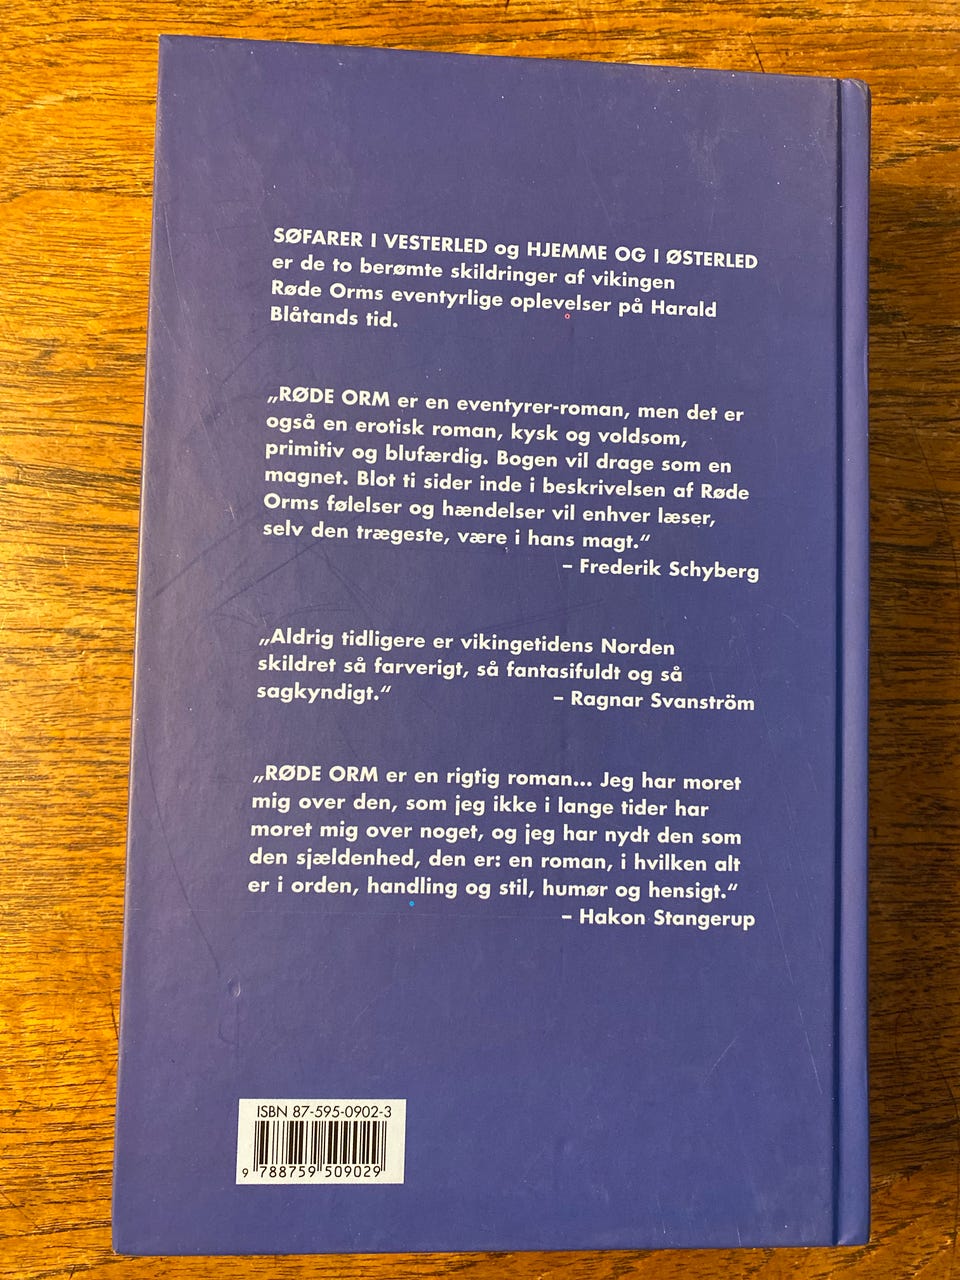 SØFARER I VESTERLED og HJEMME OG I ØSTERLED
er de to berømte skildringer af vikingen
Røde Orms eventyrlige oplevelser på Harald
Blåtands tid.
„RØDE ORM er en eventyrer-roman, men det er
også en erotisk roman, kysk og voldsom,
primitiv og blufærdig. Bogen vil drage som en
magnet. Blot ti sider inde i beskrivelsen af Røde
Orms følelser og hændelser vil enhver læser,
selv den trægeste, være i hans magt.“
– Frederik Schyberg
„Aldrig tidligere er vikingetidens Norden
skildret så farverigt, så fantasifuldt og så
sagkyndigt.“ – Ragnar Svanström
„RØDE ORM er en rigtig roman... Jeg har moret
mig over den, som jeg ikke i lange tider har
moret mig over noget, og jeg har nydt den som
den sjældenhed, den er: en roman, i hvilken alt
er i orden, handling og stil, humør og hensigt.“
– Hakon Stangerup
ISBN 87-595-0902-3
9 788759 509029